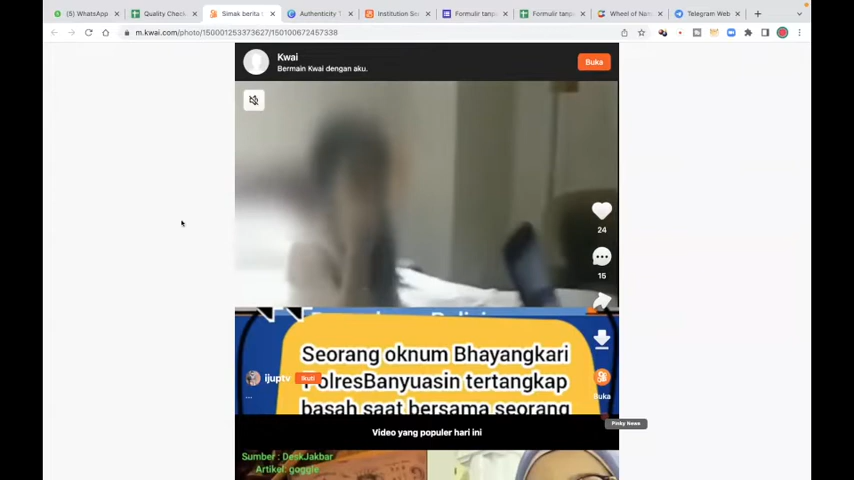 (5) WhatsApp
Quality Check
Simak berita
Authenticity T
Institution Se
Formulir tanp
Formulir tanp
Wheel of Nam
Telegram Web
m.kwai.com/photo/150001253373627/150100672457338
Kwai
Bermain Kwai dengan aku.
Buka
24
15
Seorang oknum Bhayangkari
PolresBanyuasin tertangkap
basah saat bersama seorang
ijuptv
Ikuti
...
Buka
Pinky News
Video yang populer hari ini
Sumber : DeskJakbar
Artikel: goggle